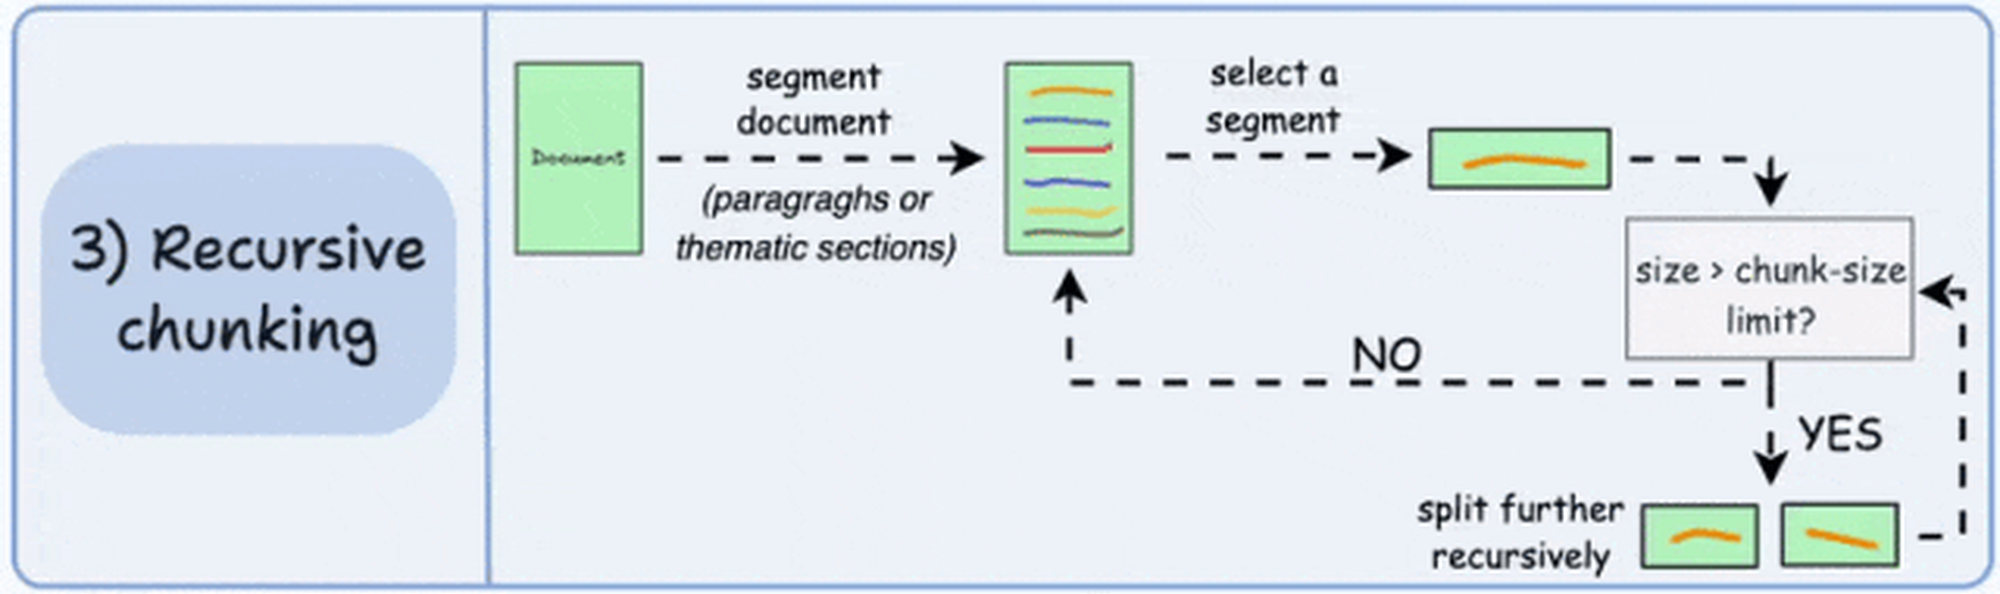 3) Recursive
chunking
Document
segment
document
(paragraghs or
thematic sections)
select a
segment
size > chunk-size
limit?
NO
YES
split further
recursively